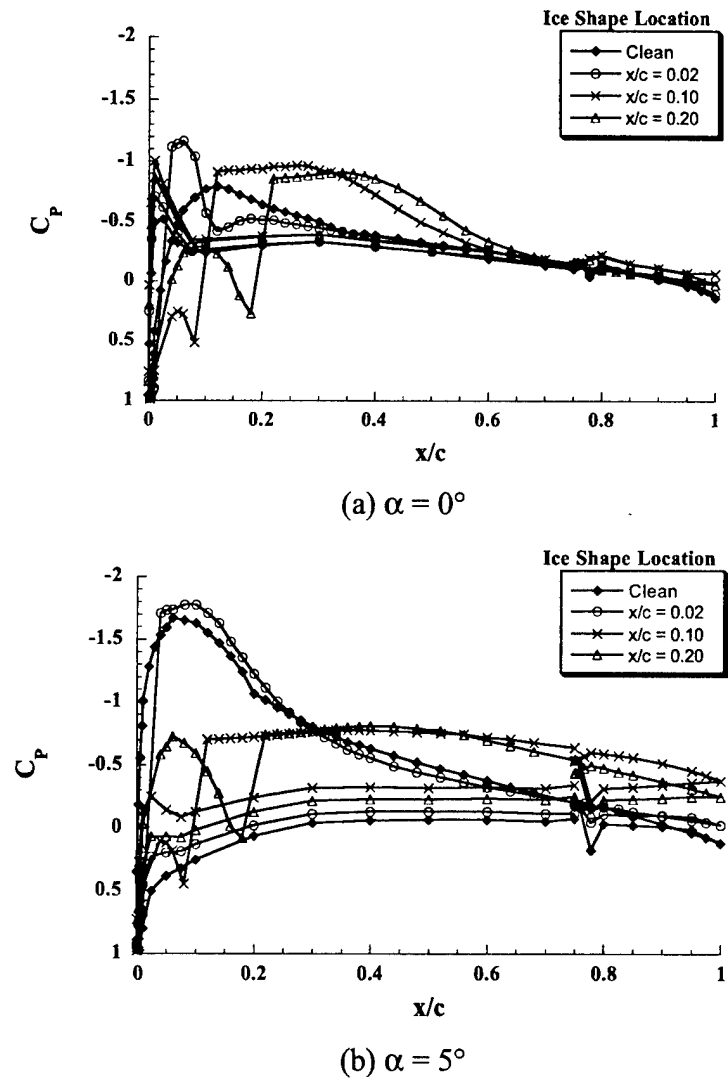 Ice Shape Location
Clean
x/c = 0.02
x/c = 0.10
x/c = 0.20
-2
-1.5
-1
-0.5
0
0.5
1
C_P
0 0.2 0.4 0.6 0.8 1
x/c
(a) α = 0°
Ice Shape Location
Clean
x/c = 0.02
x/c = 0.10
x/c = 0.20
-2
-1.5
-1
-0.5
0
0.5
1
C_P
0 0.2 0.4 0.6 0.8 1
x/c
(b) α = 5°